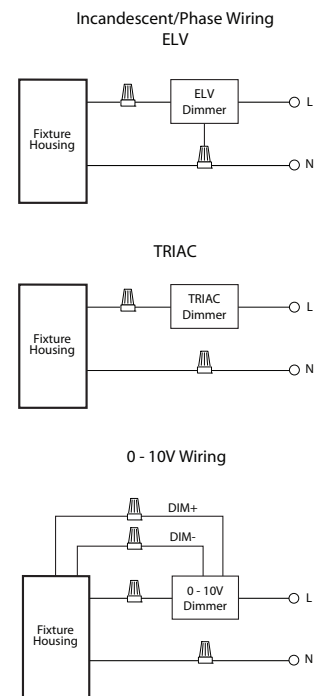 Incandescent/Phase Wiring
ELV
ELV
Dimmer
L
Fixture
Housing
N
TRIAC
TRIAC
Dimmer
L
Fixture
Housing
N
0 - 10V Wiring
DIM+
DIM-
0 - 10V
Dimmer
L
Fixture
Housing
N